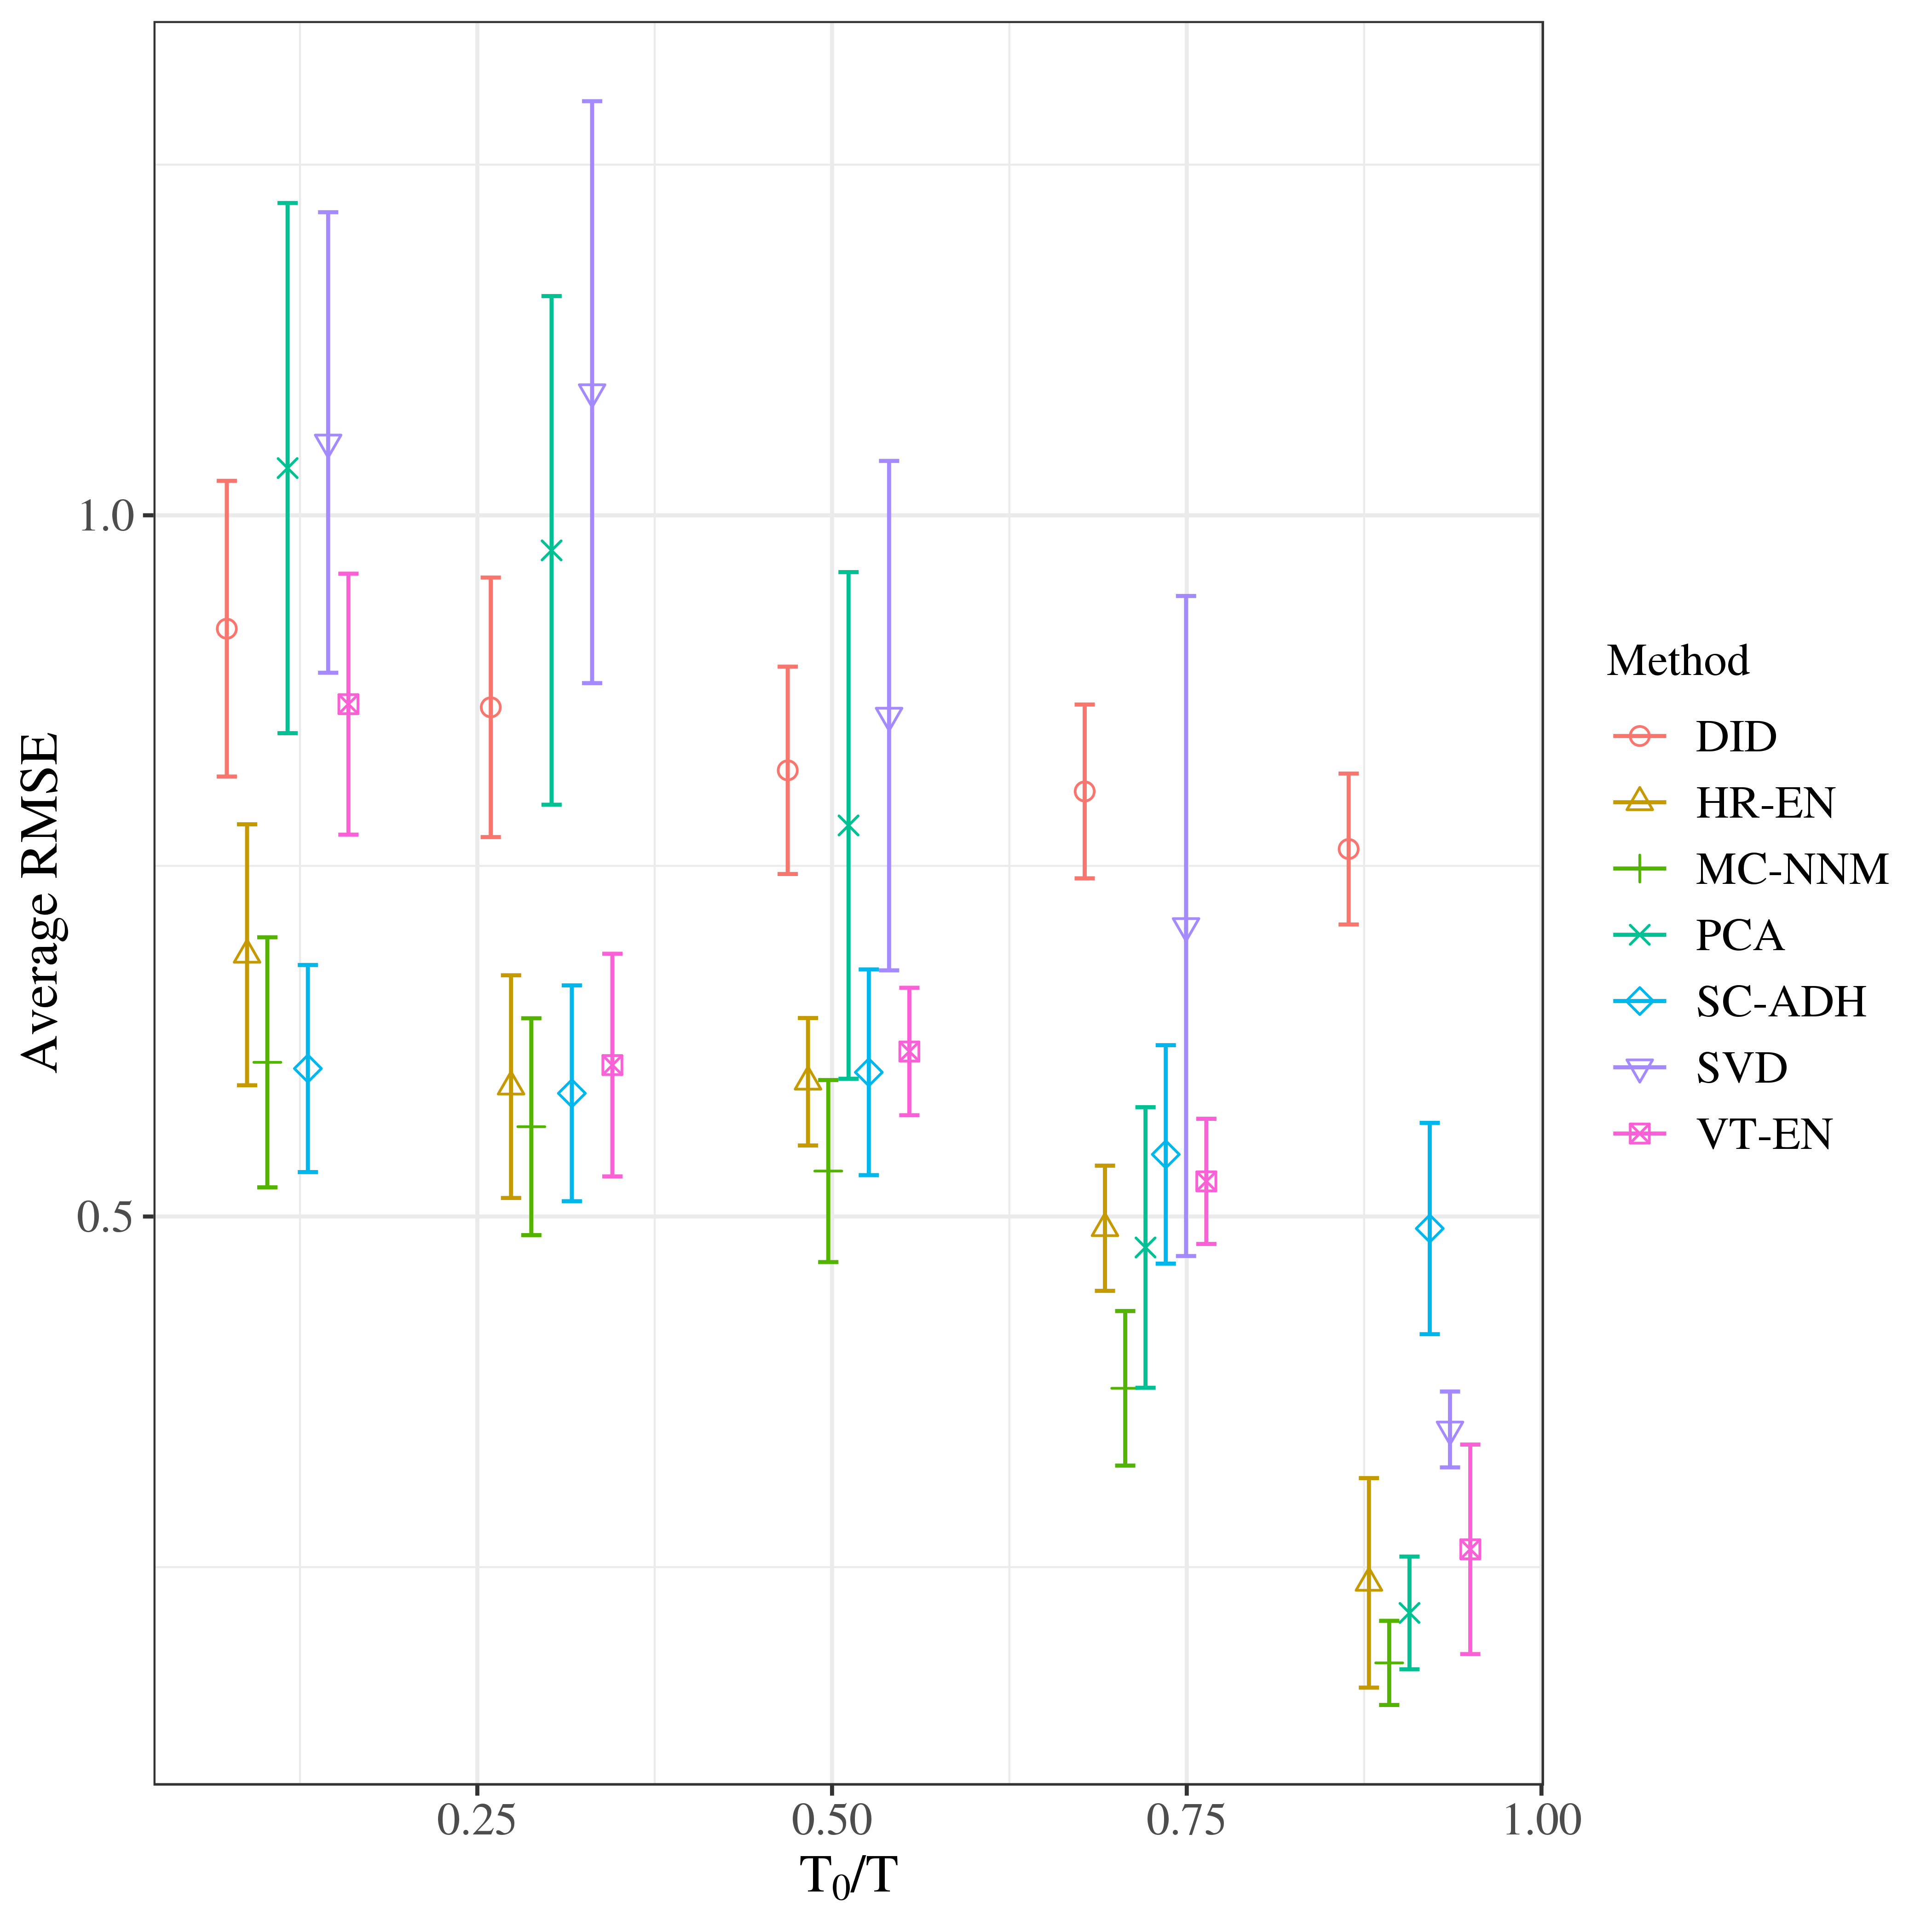 Average RMSE
1.0
0.5
0.25
0.50
0.75
1.00
T₀/T
Method
DID
HR-EN
MC-NNM
PCA
SC-ADH
SVD
VT-EN